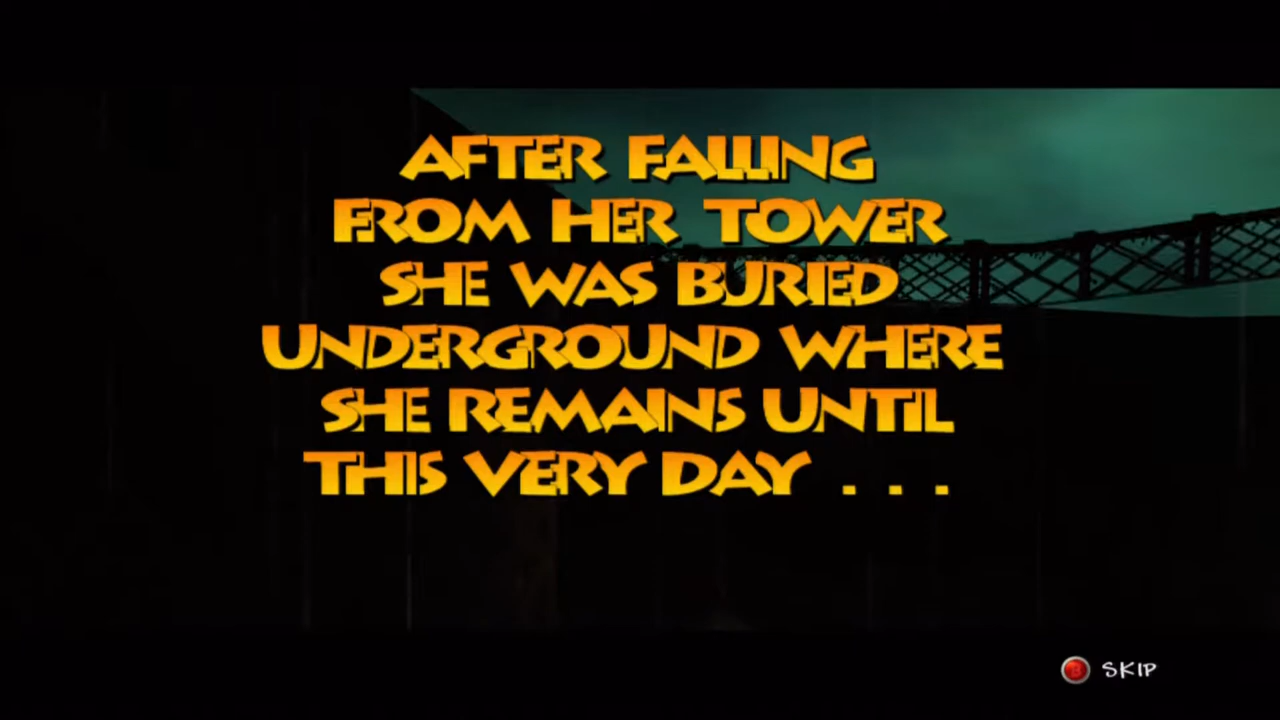 AFTER FALLING
FROM HER TOWER
SHE WAS BURIED
UNDERGROUND WHERE
SHE REMAINS UNTIL
THIS VERY DAY . . .
B SKIP